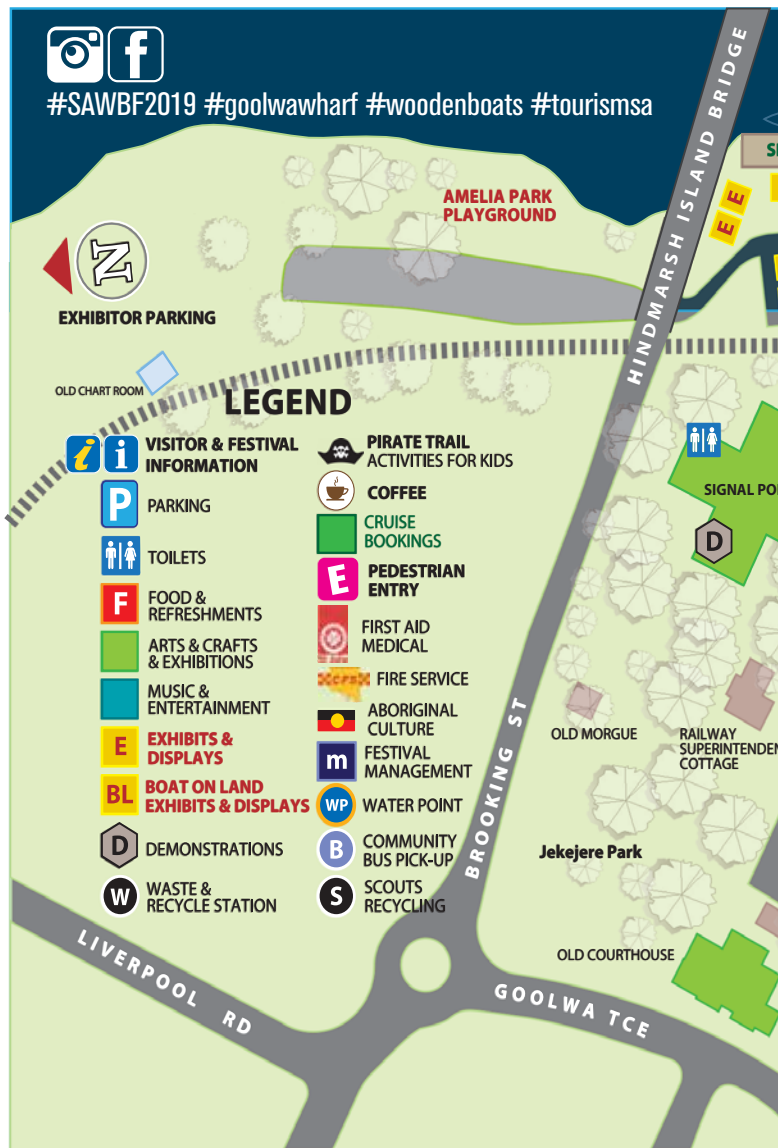 #SAWBF2019 #goolwawharf #woodenboats #tourismsa
HINDMARSH ISLAND BRIDGE
E
E
AMELIA PARK
PLAYGROUND
N
EXHIBITOR PARKING
OLD CHART ROOM
LEGEND
i i VISITOR & FESTIVAL
INFORMATION
P PARKING
TOILETS
F FOOD &
REFRESHMENTS
ARTS & CRAFTS
& EXHIBITIONS
MUSIC &
ENTERTAINMENT
E EXHIBITS &
DISPLAYS
BL BOAT ON LAND
EXHIBITS & DISPLAYS
D DEMONSTRATIONS
W WASTE &
RECYCLE STATION
PIRATE TRAIL
ACTIVITIES FOR KIDS
COFFEE
CRUISE
BOOKINGS
E PEDESTRIAN
ENTRY
FIRST AID
MEDICAL
CFS FIRE SERVICE
ABORIGINAL
CULTURE
m FESTIVAL
MANAGEMENT
WP WATER POINT
B COMMUNITY
BUS PICK-UP
S SCOUTS
RECYCLING
SIGNAL PO
D
OLD MORGUE
RAILWAY
SUPERINTENDEN
COTTAGE
BROOKING ST
Jekejere Park
OLD COURTHOUSE
LIVERPOOL RD
GOOLWA TCE